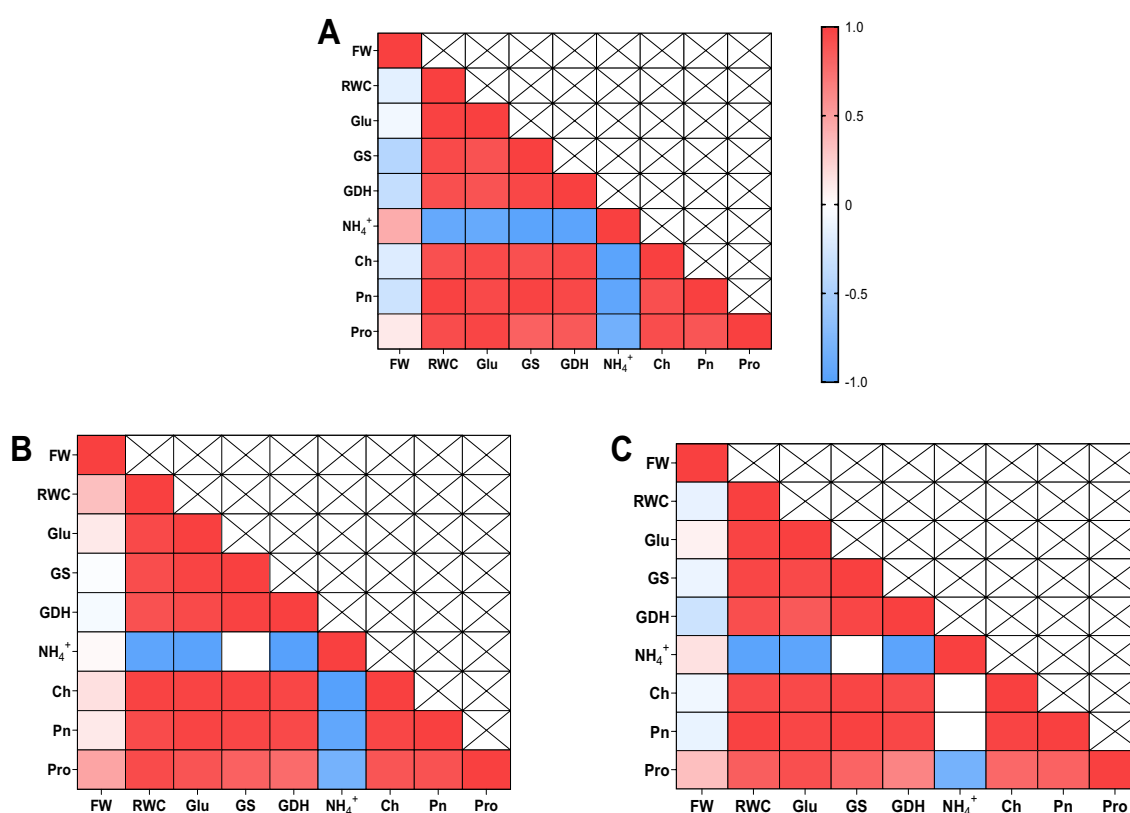 A
FW
RWC
Glu
GS
GDH
NH₄⁺
Ch
Pn
Pro
FW RWC Glu GS GDH NH₄⁺ Ch Pn Pro
1.0
0.5
0
-0.5
-1.0
B
FW
RWC
Glu
GS
GDH
NH₄⁺
Ch
Pn
Pro
FW RWC Glu GS GDH NH₄⁺ Ch Pn Pro
C
FW
RWC
Glu
GS
GDH
NH₄⁺
Ch
Pn
Pro
FW RWC Glu GS GDH NH₄⁺ Ch Pn Pro